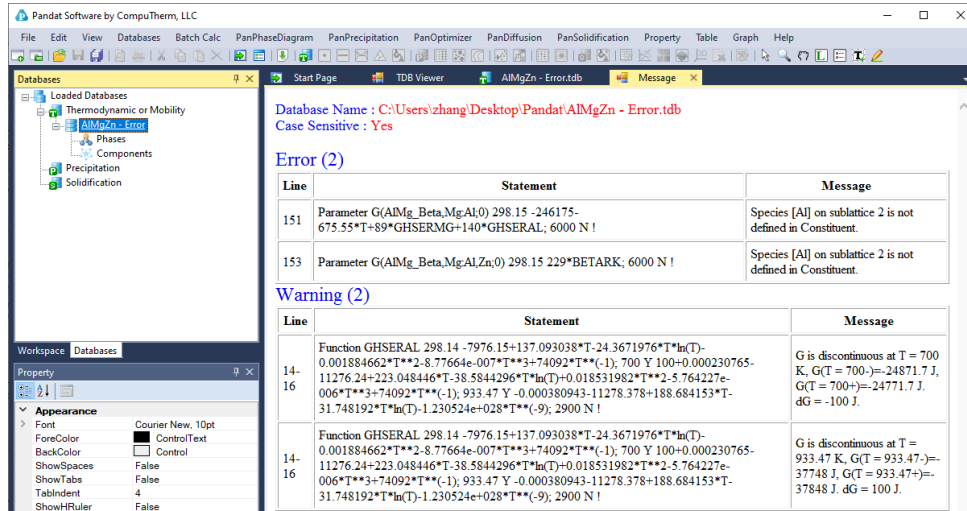 Pandat Software by CompuTherm, LLC
File Edit View Databases Batch Calc PanPhaseDiagram PanPrecipitation PanOptimizer PanDiffusion PanSolidification Property Table Graph Help
Databases
Start Page TDB Viewer AlMgZn - Error.tdb Message
Loaded Databases
Thermodynamic or Mobility
AlMgZn - Error
Phases
Components
Precipitation
Solidification
Database Name : C:\Users\zhang\Desktop\Pandat\AlMgZn - Error.tdb
Case Sensitive : Yes
Error (2)
Line Statement Message
151
Parameter G(AlMg_Beta,Mg:Al;0) 298.15 -246175-
675.55*T+89*GHSERMG+140*GHSERAL; 6000 N !
Species [Al] on sublattice 2 is not
defined in Constituent.
153
Parameter G(AlMg_Beta,Mg:Al,Zn;0) 298.15 229*BETARK; 6000 N !
Species [Al] on sublattice 2 is not
defined in Constituent.
Warning (2)
Line Statement Message
14-
16
Function GHSERAL 298.14 -7976.15+137.093038*T-24.3671976*T*ln(T)-
0.001884662*T**2-8.77664e-007*T**3+74092*T**(-1); 700 Y 100+0.000230765-
11276.24+223.048446*T-38.5844296*T*ln(T)+0.018531982*T**2-5.764227e-
006*T**3+74092*T**(-1); 933.47 Y -0.000380943-11278.378+188.684153*T-
31.748192*T*ln(T)-1.230524e+028*T**(-9); 2900 N !
G is discontinuous at T = 700
K, G(T = 700-)=-24871.7 J,
G(T = 700+)=-24771.7 J.
dG = -100 J.
14-
16
Function GHSERAL 298.14 -7976.15+137.093038*T-24.3671976*T*ln(T)-
0.001884662*T**2-8.77664e-007*T**3+74092*T**(-1); 700 Y 100+0.000230765-
11276.24+223.048446*T-38.5844296*T*ln(T)+0.018531982*T**2-5.764227e-
006*T**3+74092*T**(-1); 933.47 Y -0.000380943-11278.378+188.684153*T-
31.748192*T*ln(T)-1.230524e+028*T**(-9); 2900 N !
G is discontinuous at T =
933.47 K, G(T = 933.47-)=-
37748 J, G(T = 933.47+)=-
37848 J. dG = 100 J.
Workspace Databases
Property
Appearance
Font Courier New, 10pt
ForeColor ControlText
BackColor Control
ShowSpaces False
ShowTabs False
TabIndent 4
ShowHRuler False